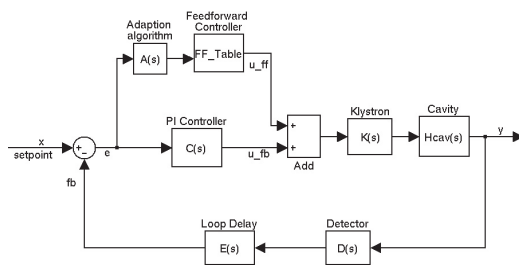 Adaption
algorithm
Feedforward
Controller
A(s)
FF_Table
u_ff
Klystron
Cavity
x
setpoint
+
-
e
PI Controller
C(s)
u_fb
+
+
Add
K(s)
Hcav(s)
y
fb
Loop Delay
E(s)
Detector
D(s)